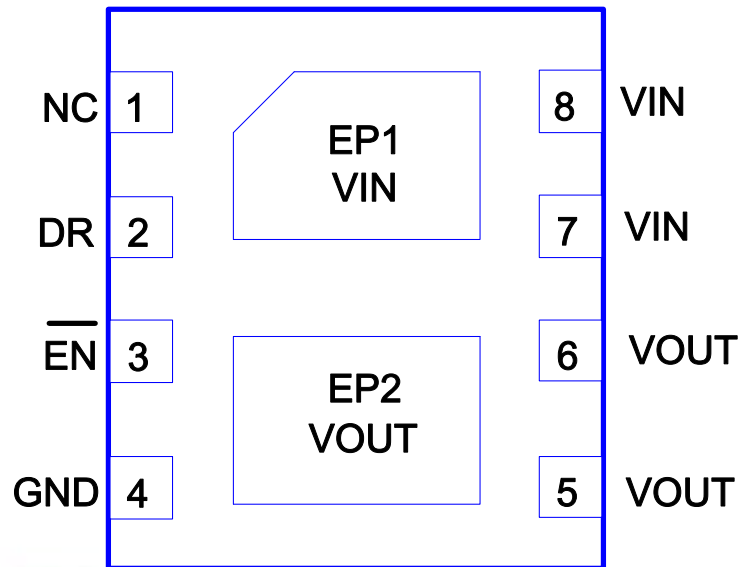 NC 1 EP1 8 VIN
VIN
DR 2 7 VIN
E̅N̅ 3 6 VOUT
EP2
VOUT
GND 4 5 VOUT